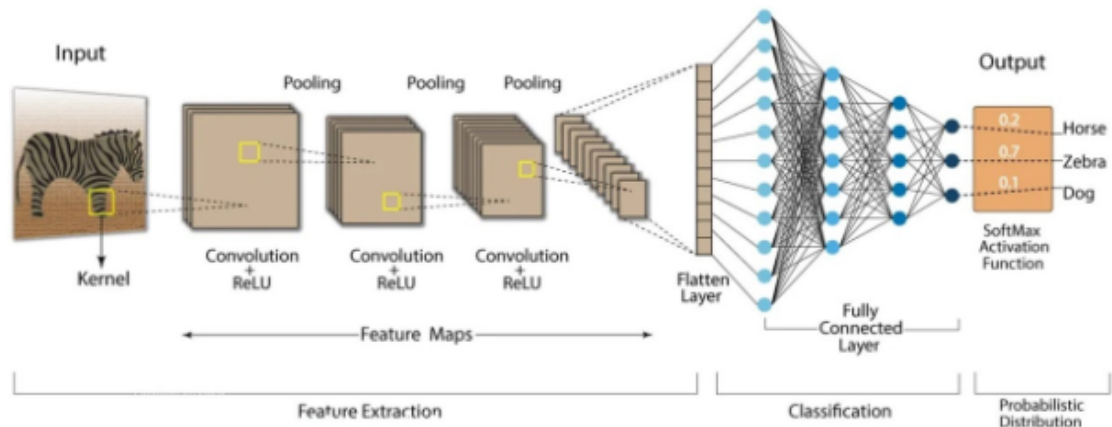 Input
Kernel
Pooling
Pooling
Pooling
Convolution
+
ReLU
Convolution
+
ReLU
Convolution
+
ReLU
Feature Maps
Flatten
Layer
Fully
Connected
Layer
Output
0.2
0.7
0.1
Horse
Zebra
Dog
SoftMax
Activation
Function
Feature Extraction
Classification
Probabilistic
Distribution